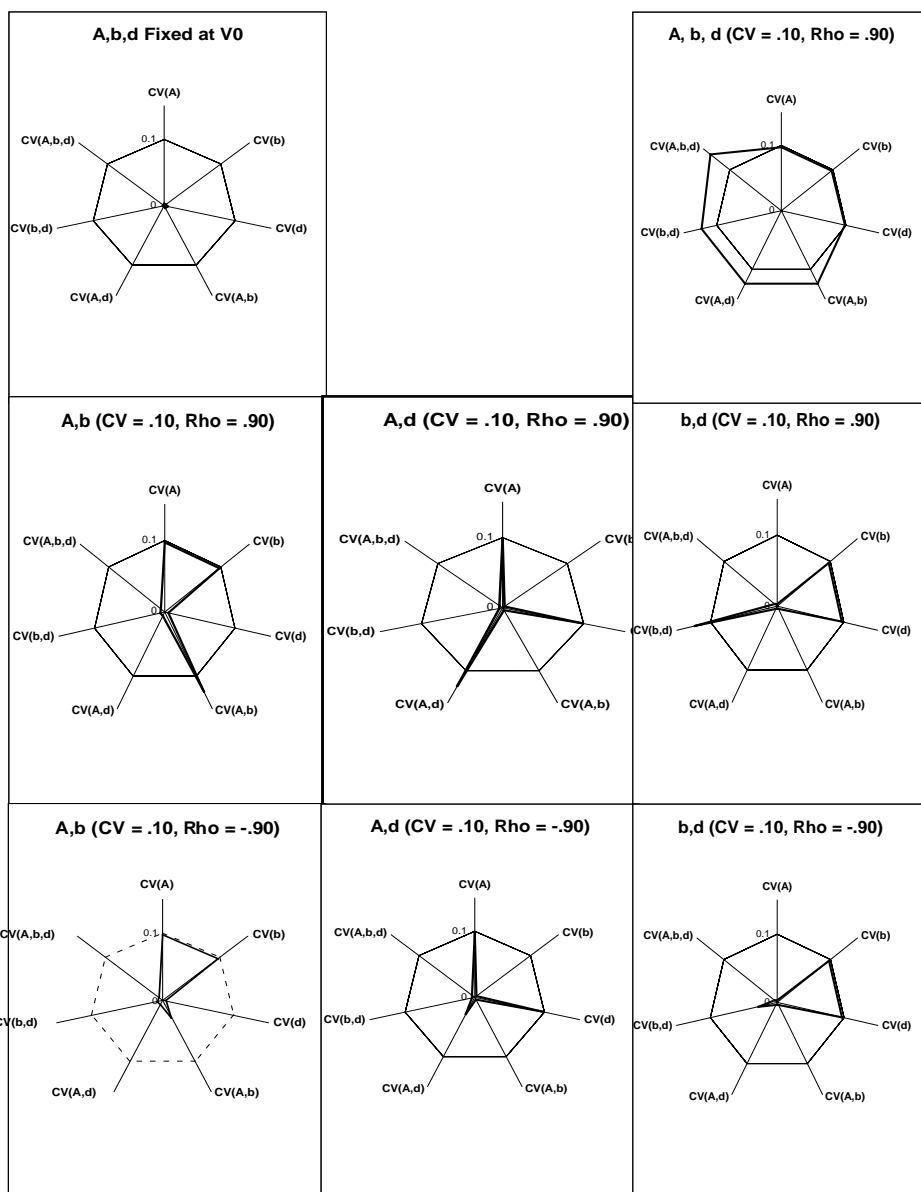 A,b,d Fixed at V0
CV(A)
0.1
CV(A,b,d)
CV(b)
0
CV(b,d)
CV(d)
CV(A,d)
CV(A,b)
A, b, d (CV = .10, Rho = .90)
CV(A)
0.1
CV(A,b,d)
CV(b)
0
CV(b,d)
CV(d)
CV(A,d)
CV(A,b)
A,b (CV = .10, Rho = .90)
CV(A)
0.1
CV(A,b,d)
CV(b)
0
CV(b,d)
CV(d)
CV(A,d)
CV(A,b)
A,d (CV = .10, Rho = .90)
CV(A)
0.1
CV(A,b,d)
CV(b
0
CV(b,d)
CV(A,d)
CV(A,b)
b,d (CV = .10, Rho = .90)
CV(A)
0.1
CV(A,b,d)
CV(b)
0
CV(b,d)
CV(d)
CV(A,d)
CV(A,b)
A,b (CV = .10, Rho = -.90)
CV(A)
0.1
CV(A,b,d)
CV(b)
0
CV(b,d)
CV(d)
CV(A,d)
CV(A,b)
A,d (CV = .10, Rho = -.90)
CV(A)
0.1
CV(A,b,d)
CV(b)
0
CV(b,d)
CV(d)
CV(A,d)
CV(A,b)
b,d (CV = .10, Rho = -.90)
CV(A)
0.1
CV(A,b,d)
CV(b)
0
CV(b,d)
CV(d)
CV(A,d)
CV(A,b)